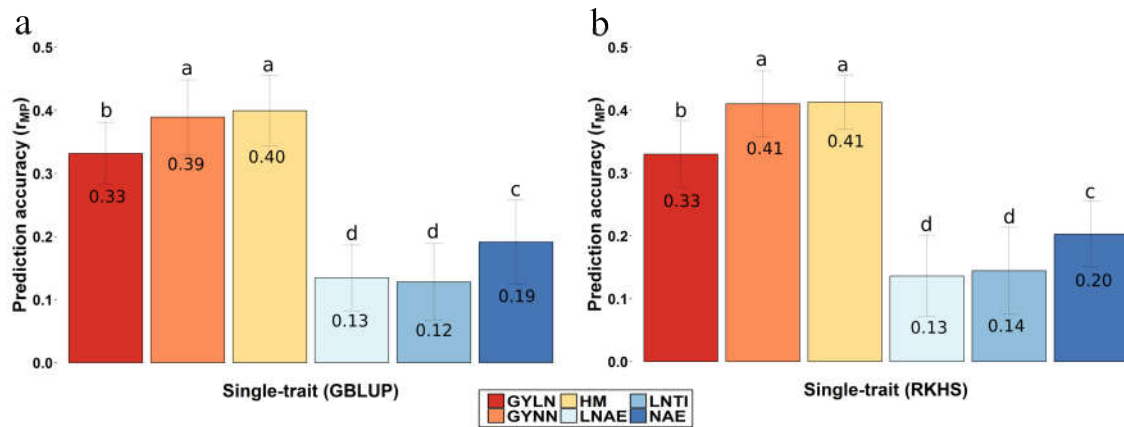 a
Prediction accuracy (rMP)
0.5
0.4
0.3
0.2
0.1
0.0
b
a
a
d
d
c
0.33
0.39
0.40
0.13
0.12
0.19
Single-trait (GBLUP)
b
Prediction accuracy (rMP)
0.5
0.4
0.3
0.2
0.1
0.0
b
a
a
d
d
c
0.33
0.41
0.41
0.13
0.14
0.20
Single-trait (RKHS)
GYLN HM LNTI
GYNN LNAE NAE